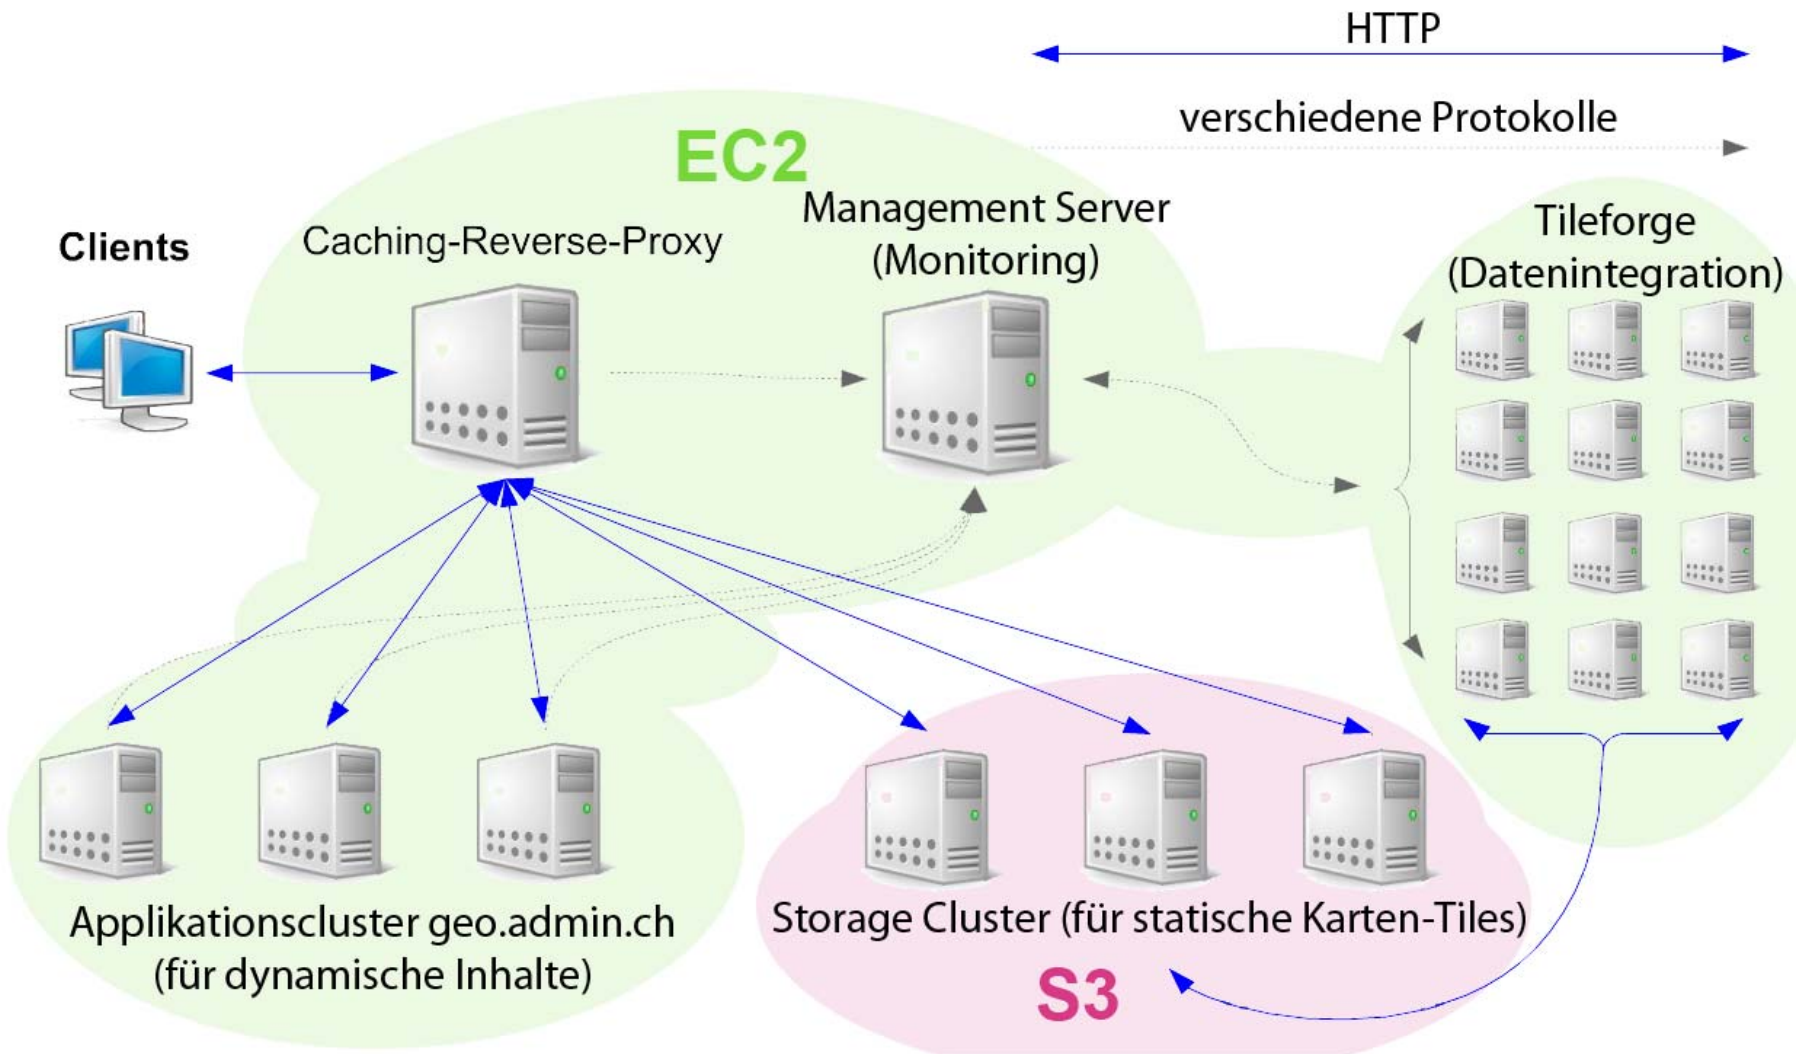 HTTP
verschiedene Protokolle
EC2
Clients
Caching-Reverse-Proxy
Management Server
(Monitoring)
Tileforge
(Datenintegration)
Applikationscluster geo.admin.ch
(für dynamische Inhalte)
Storage Cluster (für statische Karten-Tiles)
S3